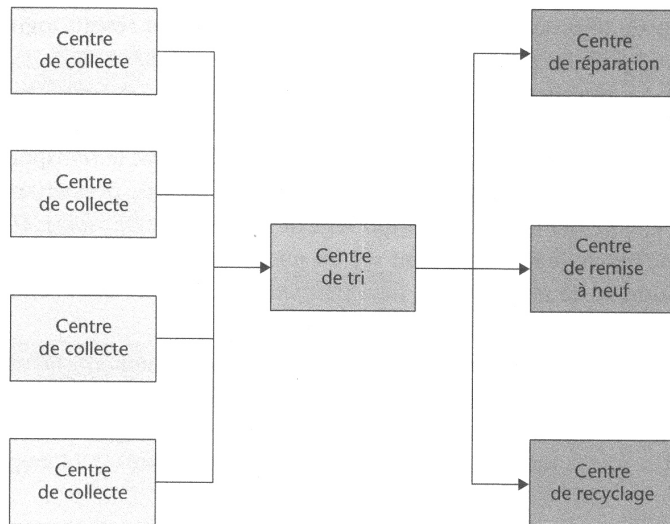 Centre
de collecte
Centre
de collecte
Centre
de collecte
Centre
de collecte
Centre
de tri
Centre
de réparation
Centre
de remise
à neuf
Centre
de recyclage